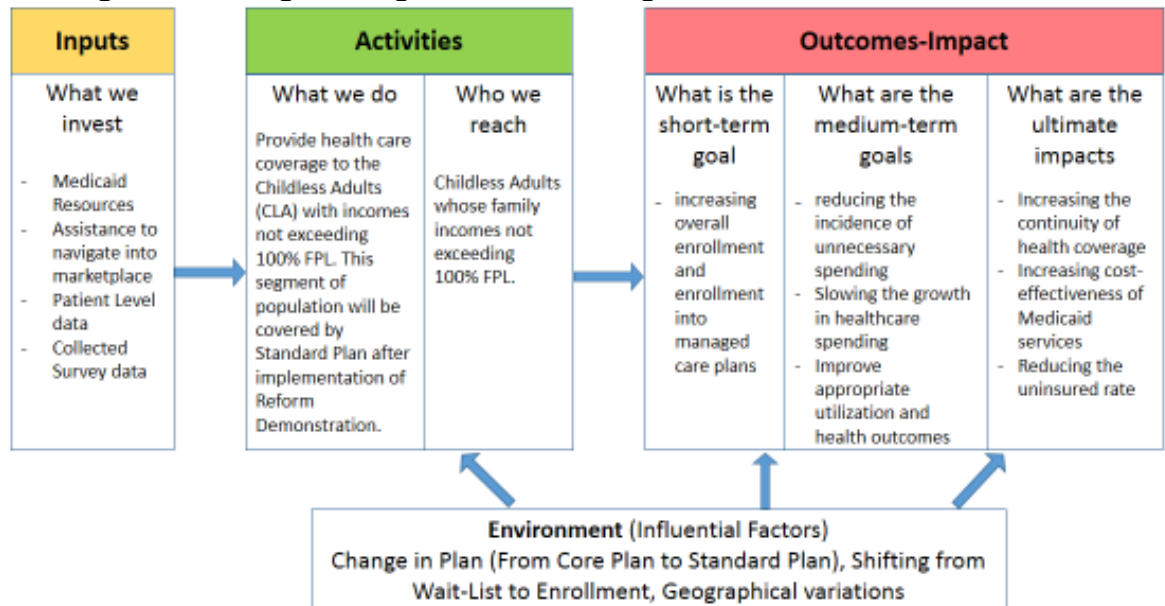 Inputs
Activities
Outcomes-Impact
What we
invest
- Medicaid
Resources
- Assistance to
navigate into
marketplace
- Patient Level
data
- Collected
Survey data
What we do
Provide health care
coverage to the
Childless Adults
(CLA) with incomes
not exceeding
100% FPL. This
segment of
population will be
covered by
Standard Plan after
implementation of
Reform
Demonstration.
Who we
reach
Childless Adults
whose family
incomes not
exceeding
100% FPL.
What is the
short-term
goal
- increasing
overall
enrollment
and
enrollment
into
managed
care plans
What are the
medium-term
goals
- reducing the
incidence of
unnecessary
spending
- Slowing the growth
in healthcare
spending
- Improve
appropriate
utilization and
health outcomes
What are the
ultimate
impacts
- Increasing the
continuity of
health coverage
- Increasing cost-
effectiveness of
Medicaid
services
- Reducing the
uninsured rate
Environment (Influential Factors)
Change in Plan (From Core Plan to Standard Plan), Shifting from
Wait-List to Enrollment, Geographical variations